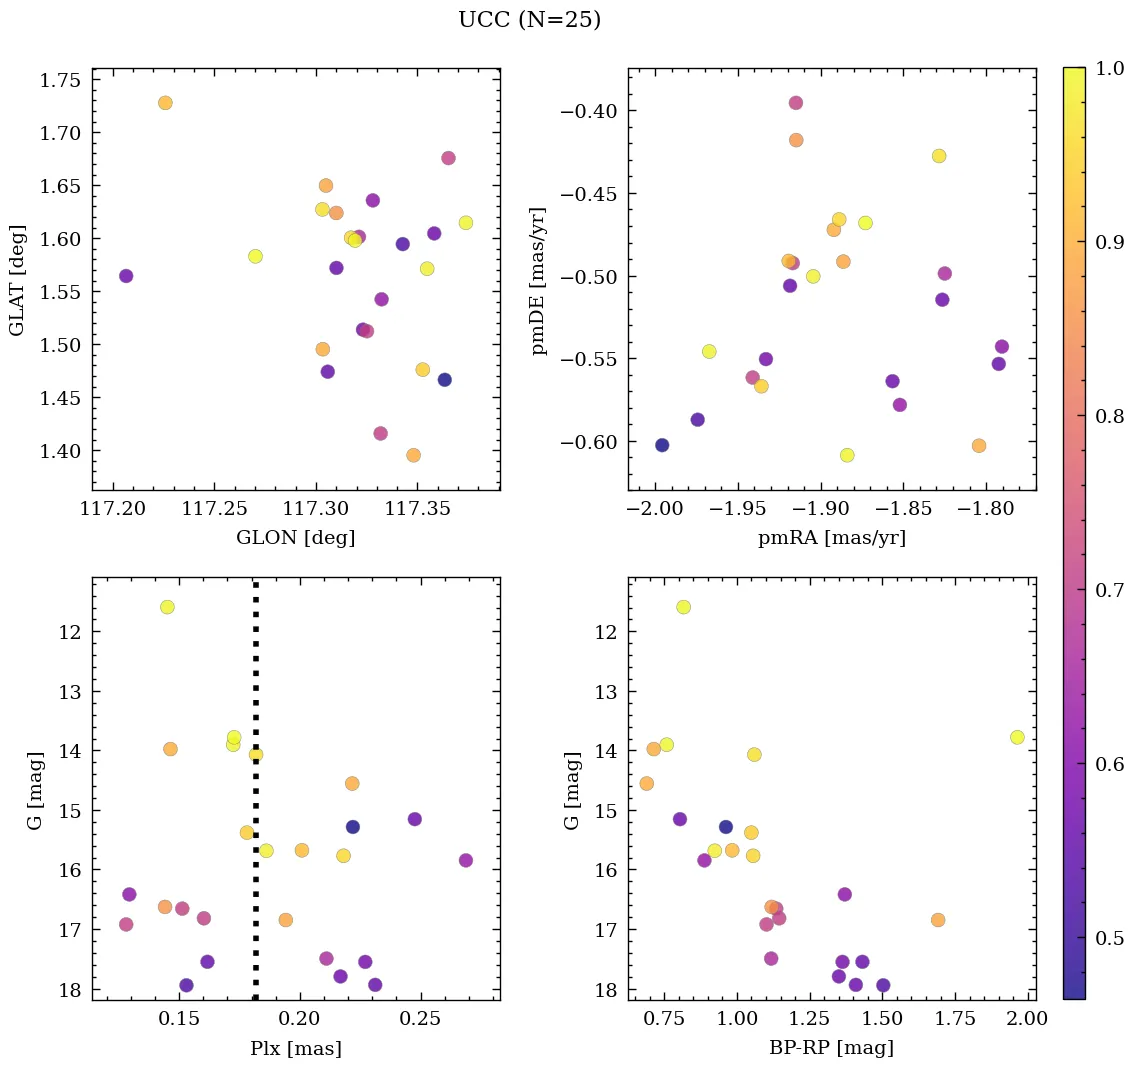 UCC (N=25)
1.75
1.70
1.65
1.60
1.55
1.50
1.45
1.40
GLAT [deg]
117.20 117.25 117.30 117.35
GLON [deg]
−0.40
−0.45
−0.50
−0.55
−0.60
pmDE [mas/yr]
−2.00 −1.95 −1.90 −1.85 −1.80
pmRA [mas/yr]
12
13
14
15
16
17
18
G [mag]
0.15 0.20 0.25
Plx [mas]
12
13
14
15
16
17
18
G [mag]
0.75 1.00 1.25 1.50 1.75 2.00
BP-RP [mag]
1.0
0.9
0.8
0.7
0.6
0.5